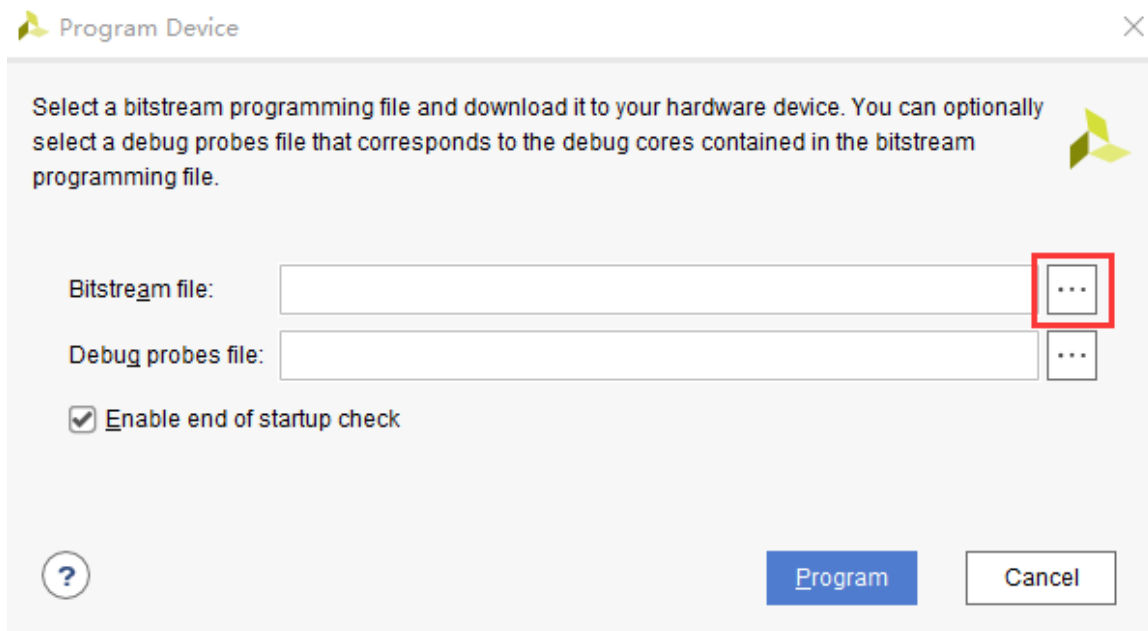 Program Device
Select a bitstream programming file and download it to your hardware device. You can optionally
select a debug probes file that corresponds to the debug cores contained in the bitstream
programming file.
Bitstream file:
...
Debug probes file:
...
Enable end of startup check
?
Program
Cancel